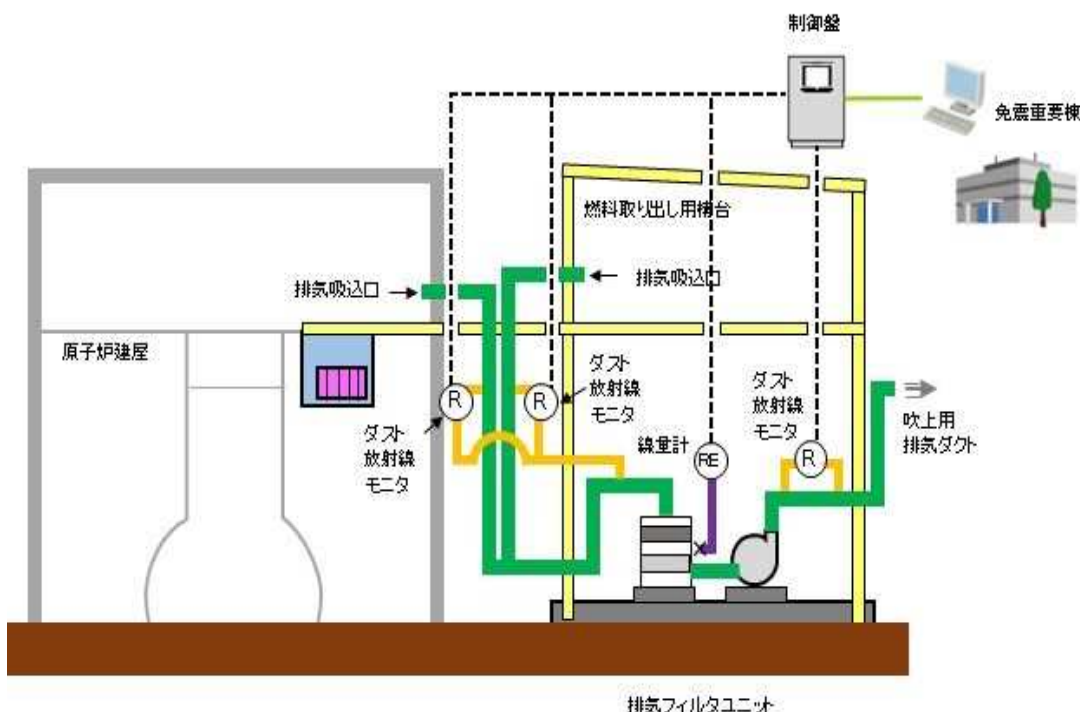 制御盤
免震重要棟
燃料取り出し用構台
排気吸込口
排気吸込口
原子炉建屋
ダスト
放射線
モニタ
R
R
ダスト
放射線
モニタ
線量計
RE
ダスト
放射線
モニタ
R
吹上用
排気ダクト
排気フィルタユニット